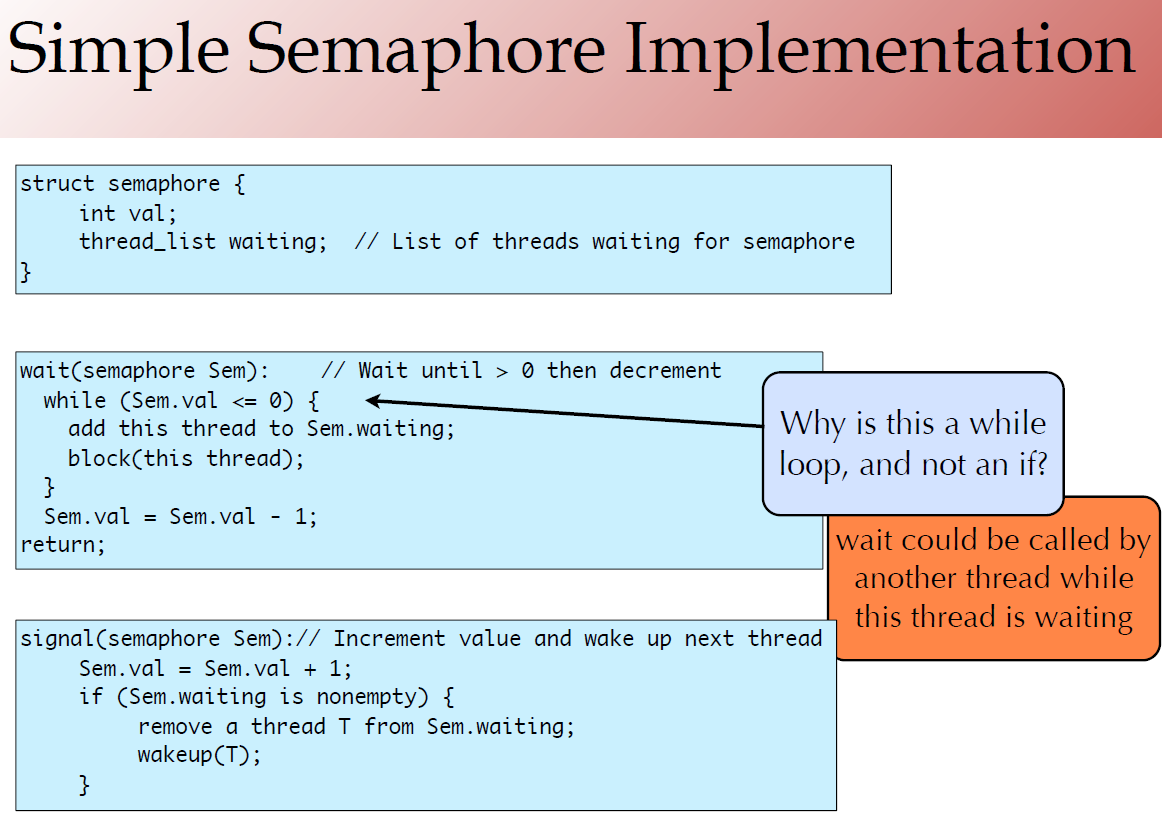 Simple Semaphore Implementation
struct semaphore {
int val;
thread_list waiting;  // List of threads waiting for semaphore
}
wait(semaphore Sem):    // Wait until > 0 then decrement
while (Sem.val <= 0) {
add this thread to Sem.waiting;
block(this thread);
}
Sem.val = Sem.val - 1;
return;
Why is this a while
loop, and not an if?
wait could be called by
another thread while
this thread is waiting
signal(semaphore Sem):// Increment value and wake up next thread
Sem.val = Sem.val + 1;
if (Sem.waiting is nonempty) {
remove a thread T from Sem.waiting;
wakeup(T);
}